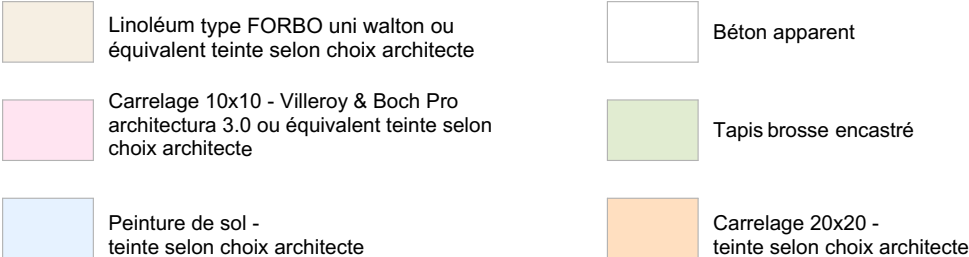 Linoléum type FORBO uni walton ou
équivalent teinte selon choix architecte
Carrelage 10x10 - Villeroy & Boch Pro
architectura 3.0 ou équivalent teinte selon
choix architecte
Peinture de sol -
teinte selon choix architecte
Béton apparent
Tapis brosse encastré
Carrelage 20x20 -
teinte selon choix architecte